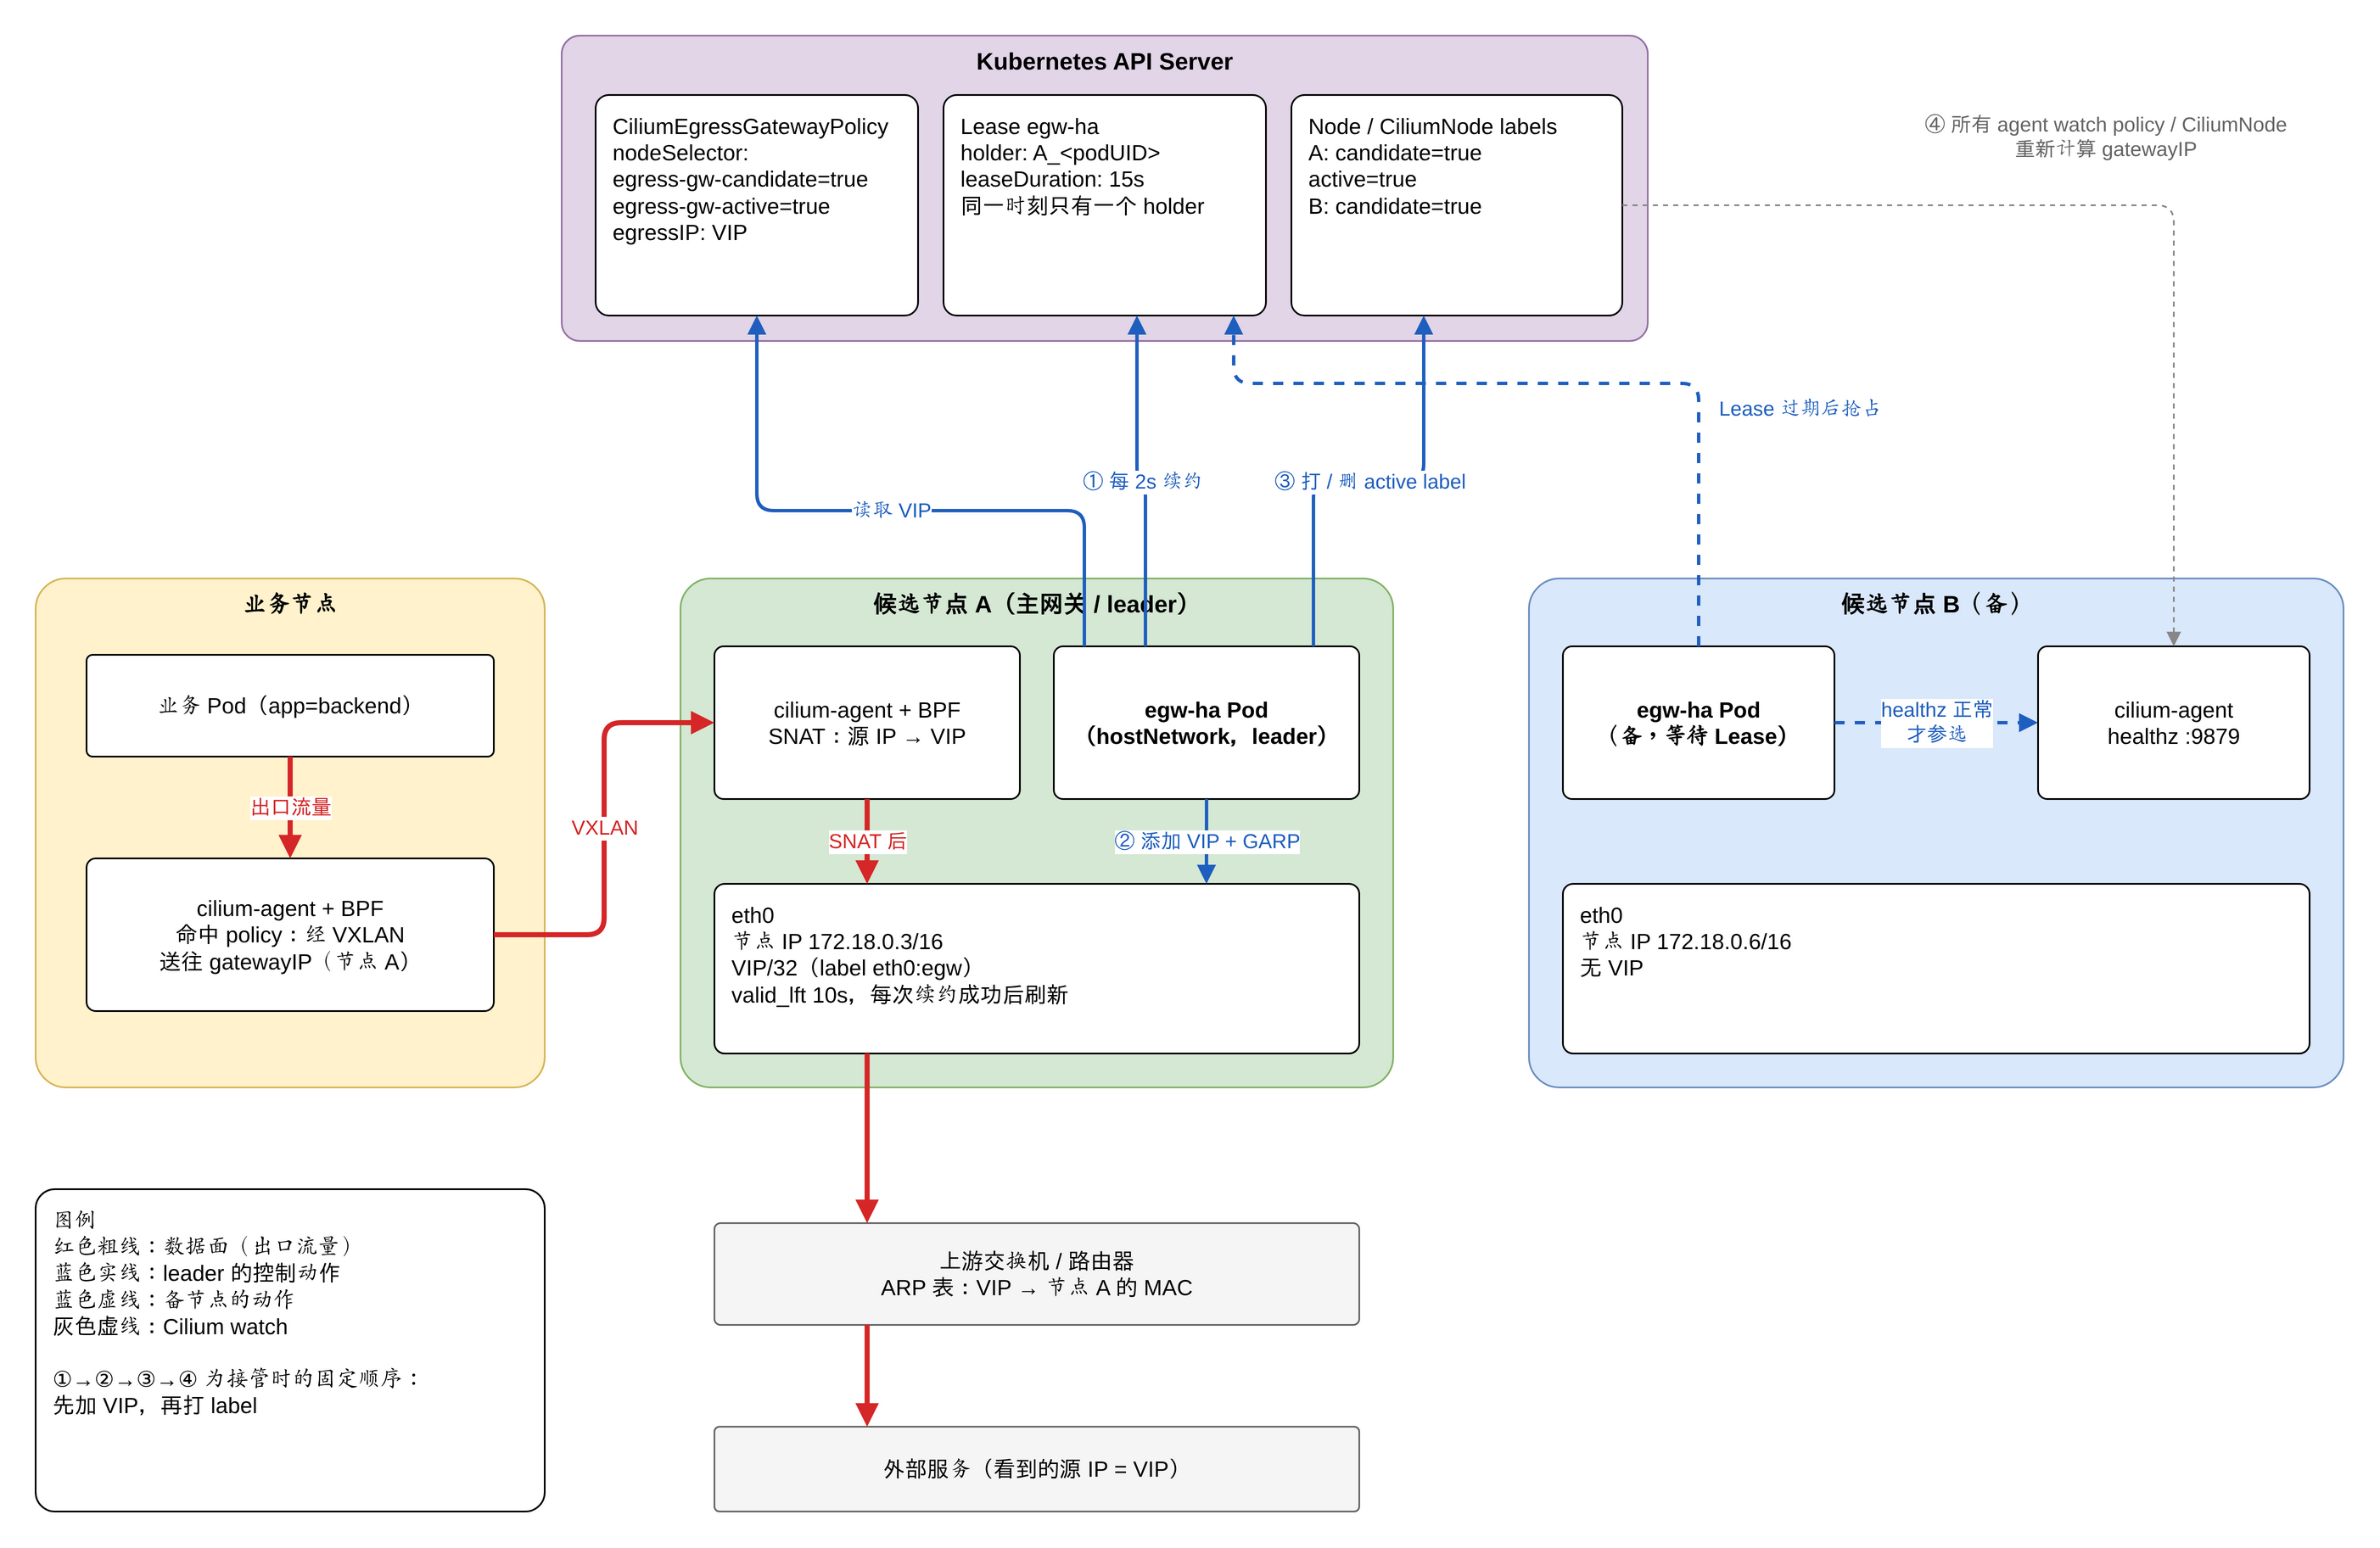 Kubernetes API Server
CiliumEgressGatewayPolicy
nodeSelector:
egress-gw-candidate=true
egress-gw-active=true
egressIP: VIP
Lease egw-ha
holder: A_<podUID>
leaseDuration: 15s
同一时刻只有一个 holder
Node / CiliumNode labels
A: candidate=true
active=true
B: candidate=true
④ 所有 agent watch policy / CiliumNode
重新计算 gatewayIP
Lease 过期后抢占
① 每 2s 续约
③ 打 / 删 active label
读取 VIP
业务节点
业务 Pod（app=backend）
出口流量
cilium-agent + BPF
命中 policy：经 VXLAN
送往 gatewayIP（节点 A）
VXLAN
候选节点 A（主网关 / leader）
cilium-agent + BPF
SNAT：源 IP → VIP
egw-ha Pod
（hostNetwork，leader）
SNAT 后
② 添加 VIP + GARP
eth0
节点 IP 172.18.0.3/16
VIP/32（label eth0:egw）
valid_lft 10s，每次续约成功后刷新
候选节点 B（备）
egw-ha Pod
（备，等待 Lease）
healthz 正常
才参选
cilium-agent
healthz :9879
eth0
节点 IP 172.18.0.6/16
无 VIP
图例
红色粗线：数据面（出口流量）
蓝色实线：leader 的控制动作
蓝色虚线：备节点的动作
灰色虚线：Cilium watch
①→②→③→④ 为接管时的固定顺序：
先加 VIP，再打 label
上游交换机 / 路由器
ARP 表：VIP → 节点 A 的 MAC
外部服务（看到的源 IP = VIP）